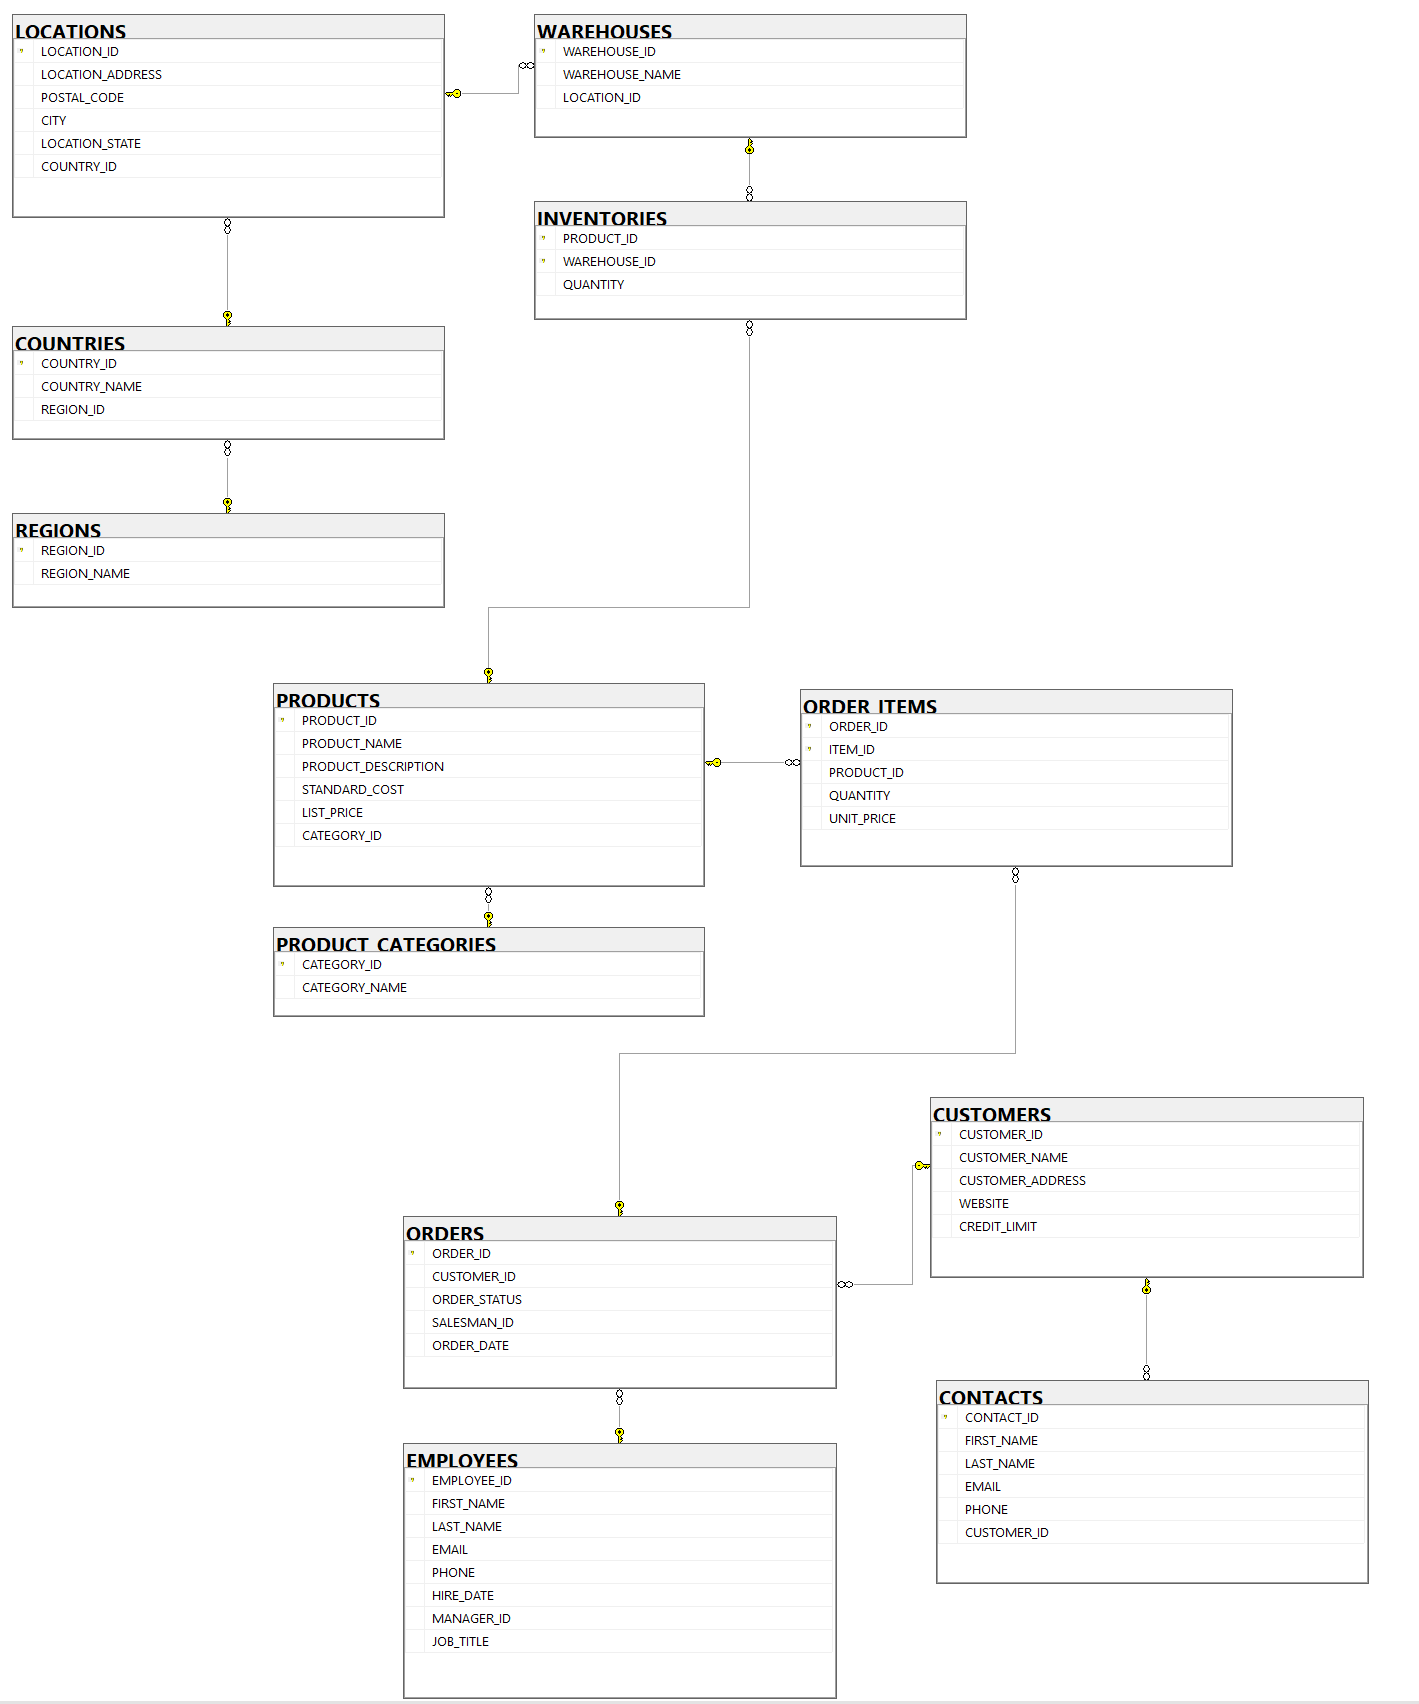 LOCATIONS
LOCATION_ID
LOCATION_ADDRESS
POSTAL_CODE
CITY
LOCATION_STATE
COUNTRY_ID
WAREHOUSES
WAREHOUSE_ID
WAREHOUSE_NAME
LOCATION_ID
INVENTORIES
PRODUCT_ID
WAREHOUSE_ID
QUANTITY
COUNTRIES
COUNTRY_ID
COUNTRY_NAME
REGION_ID
REGIONS
REGION_ID
REGION_NAME
PRODUCTS
PRODUCT_ID
PRODUCT_NAME
PRODUCT_DESCRIPTION
STANDARD_COST
LIST_PRICE
CATEGORY_ID
ORDER_ITEMS
ORDER_ID
ITEM_ID
PRODUCT_ID
QUANTITY
UNIT_PRICE
PRODUCT_CATEGORIES
CATEGORY_ID
CATEGORY_NAME
CUSTOMERS
CUSTOMER_ID
CUSTOMER_NAME
CUSTOMER_ADDRESS
WEBSITE
CREDIT_LIMIT
ORDERS
ORDER_ID
CUSTOMER_ID
ORDER_STATUS
SALESMAN_ID
ORDER_DATE
CONTACTS
CONTACT_ID
FIRST_NAME
LAST_NAME
EMAIL
PHONE
CUSTOMER_ID
EMPLOYEES
EMPLOYEE_ID
FIRST_NAME
LAST_NAME
EMAIL
PHONE
HIRE_DATE
MANAGER_ID
JOB_TITLE